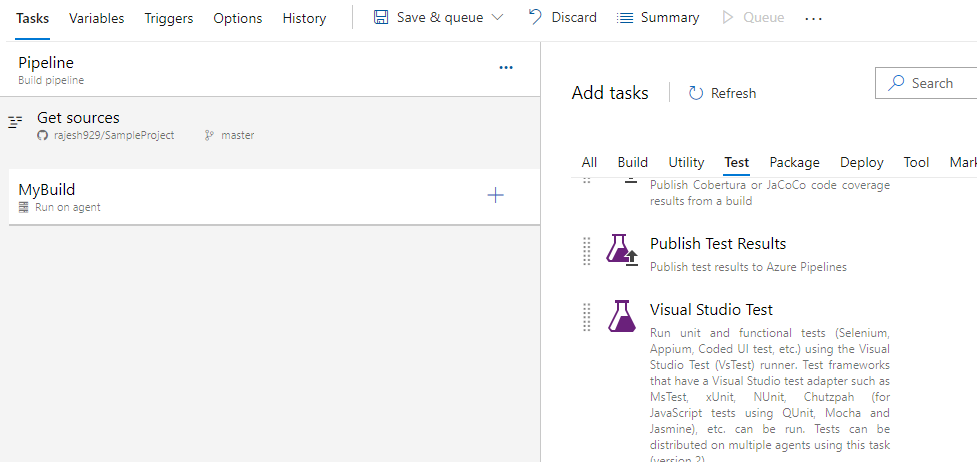 Tasks Variables Triggers Options History Save & queue Discard Summary Queue ...
Pipeline ...
Build pipeline
Get sources
rajesh929/SampleProject master
MyBuild
Run on agent
Add tasks Refresh Search
All Build Utility Test Package Deploy Tool Mark
Publish Cobertura or JaCoCo code coverage
results from a build
Publish Test Results
Publish test results to Azure Pipelines
Visual Studio Test
Run unit and functional tests (Selenium,
Appium, Coded UI test, etc.) using the Visual
Studio Test (VsTest) runner. Test frameworks
that have a Visual Studio test adapter such as
MsTest, xUnit, NUnit, Chutzpah (for
JavaScript tests using QUnit, Mocha and
Jasmine), etc. can be run. Tests can be
distributed on multiple agents using this task
(version 2)